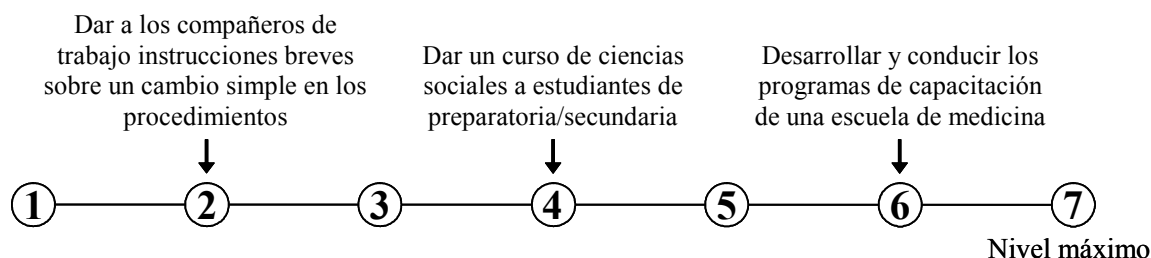 Dar a los compañeros de
trabajo instrucciones breves
sobre un cambio simple en los
procedimientos
Dar un curso de ciencias
sociales a estudiantes de
preparatoria/secundaria
Desarrollar y conducir los
programas de capacitación
de una escuela de medicina
1 2 3 4 5 6 7
Nivel máximo